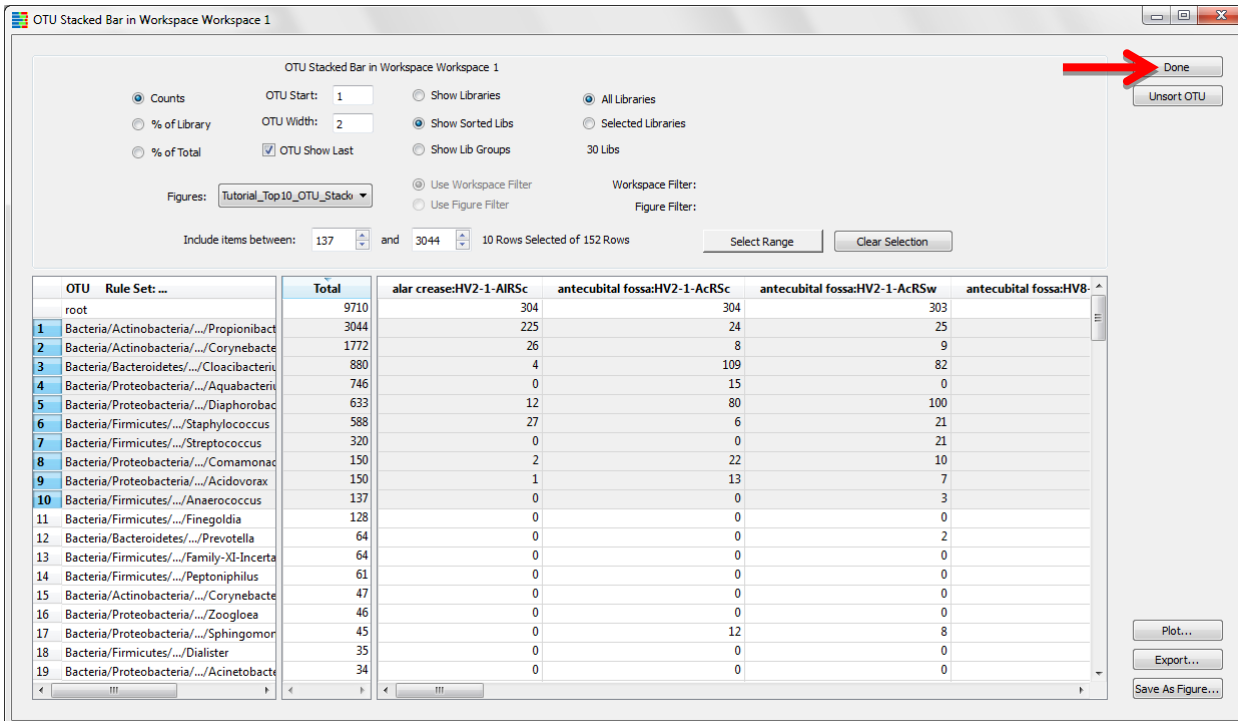 OTU Stacked Bar in Workspace Workspace 1
OTU Stacked Bar in Workspace Workspace 1
Done
Counts OTU Start: 1 Show Libraries All Libraries Unsort OTU
% of Library OTU Width: 2 Show Sorted Libs Selected Libraries
% of Total OTU Show Last Show Lib Groups 30 Libs
Figures: Tutorial_Top10_OTU_Stack Use Workspace Filter Workspace Filter:
Use Figure Filter Figure Filter:
Include items between: 137 and 3044 10 Rows Selected of 152 Rows Select Range Clear Selection
OTU Rule Set: ... Total alar crease:HV2-1-AlRSc antecubital fossa:HV2-1-AcRSc antecubital fossa:HV2-1-AcRSw antecubital fossa:HV8-
root 9710 304 304 303
1 Bacteria/Actinobacteria/.../Propionibact 3044 225 24 25
2 Bacteria/Actinobacteria/.../Corynebacte 1772 26 8 9
3 Bacteria/Bacteroidetes/.../Cloacibacteriu 880 4 109 82
4 Bacteria/Proteobacteria/.../Aquabacteriu 746 0 15 0
5 Bacteria/Proteobacteria/.../Diaphorobac 633 12 80 100
6 Bacteria/Firmicutes/.../Staphylococcus 588 27 6 21
7 Bacteria/Firmicutes/.../Streptococcus 320 0 0 21
8 Bacteria/Proteobacteria/.../Comamonad 150 2 22 10
9 Bacteria/Proteobacteria/.../Acidovorax 150 1 13 7
10 Bacteria/Firmicutes/.../Anaerococcus 137 0 0 3
11 Bacteria/Firmicutes/.../Finegoldia 128 0 0 0
12 Bacteria/Bacteroidetes/.../Prevotella 64 0 0 2
13 Bacteria/Firmicutes/.../Family-XI-Incerta 64 0 0 0
14 Bacteria/Firmicutes/.../Peptoniphilus 61 0 0 0
15 Bacteria/Actinobacteria/.../Corynebacte 47 0 0 0
16 Bacteria/Proteobacteria/.../Zoogloea 46 0 0 0
17 Bacteria/Proteobacteria/.../Sphingomon 45 0 12 8
18 Bacteria/Firmicutes/.../Dialister 35 0 0 0
19 Bacteria/Proteobacteria/.../Acinetobacte 34 0 0 0
Plot...
Export...
Save As Figure...